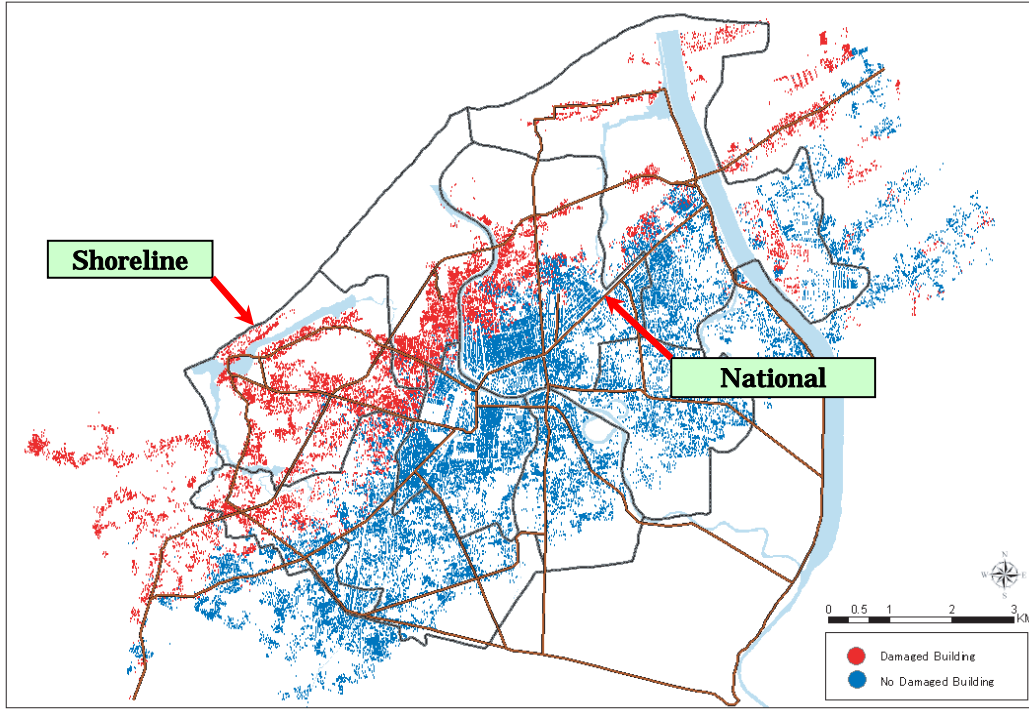 Shoreline
National
N
W E
S
0 0.5 1 2 3
KM
Damaged Building
No Damaged Building